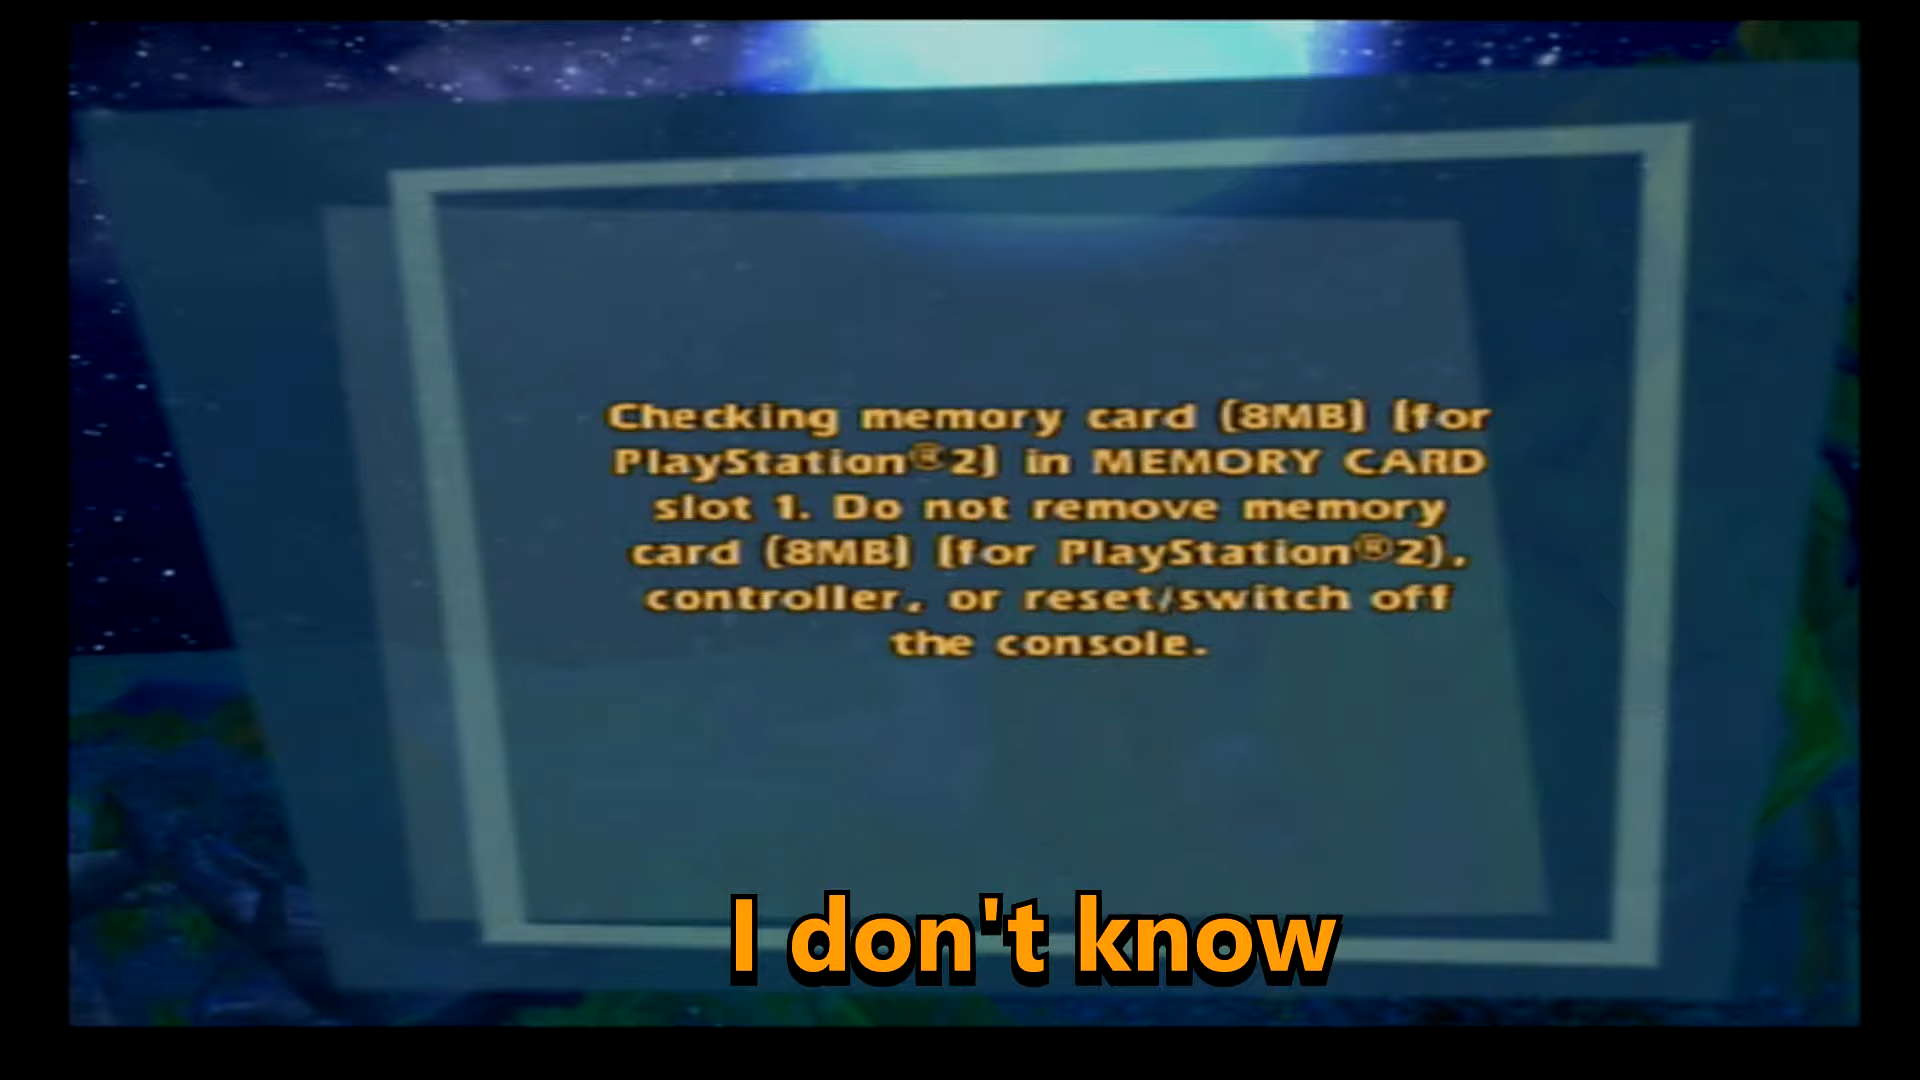 Checking memory card (8MB) (for
PlayStation®2) in MEMORY CARD
slot 1. Do not remove memory
card (8MB) (for PlayStation®2),
controller, or reset/switch off
the console.
I don't know